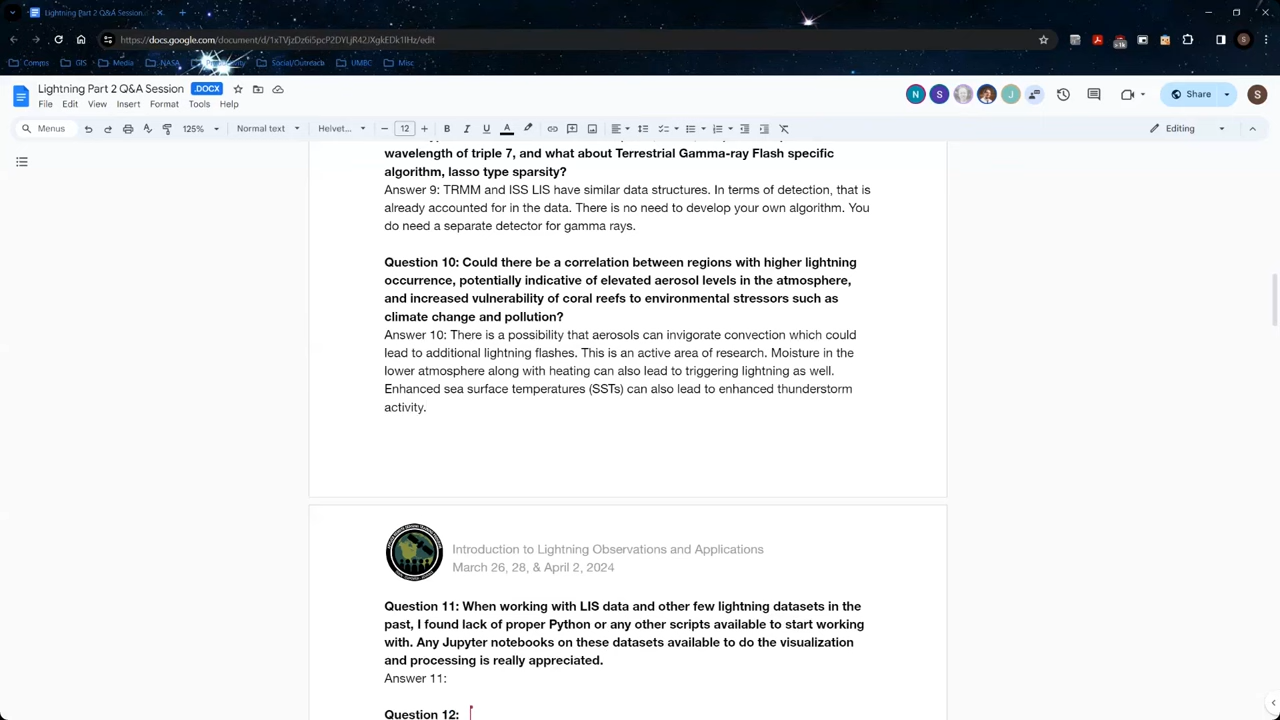 Lightning Part 2 Q&A Session
https://docs.google.com/document/d/1xTVjzDz6i5pcP2DYLjR42JXgkEDk1IHz/edit
Comps GIS Media NASA Social/Outreach UMBC Misc
Lightning Part 2 Q&A Session .DOCX
File Edit View Insert Format Tools Help
N S J Share S
Menus 125% Normal text Helvet... 12 B I U A Editing
wavelength of triple 7, and what about Terrestrial Gamma-ray Flash specific
algorithm, lasso type sparsity?
Answer 9: TRMM and ISS LIS have similar data structures. In terms of detection, that is
already accounted for in the data. There is no need to develop your own algorithm. You
do need a separate detector for gamma rays.
Question 10: Could there be a correlation between regions with higher lightning
occurrence, potentially indicative of elevated aerosol levels in the atmosphere,
and increased vulnerability of coral reefs to environmental stressors such as
climate change and pollution?
Answer 10: There is a possibility that aerosols can invigorate convection which could
lead to additional lightning flashes. This is an active area of research. Moisture in the
lower atmosphere along with heating can also lead to triggering lightning as well.
Enhanced sea surface temperatures (SSTs) can also lead to enhanced thunderstorm
activity.
Introduction to Lightning Observations and Applications
March 26, 28, & April 2, 2024
Question 11: When working with LIS data and other few lightning datasets in the
past, I found lack of proper Python or any other scripts available to start working
with. Any Jupyter notebooks on these datasets available to do the visualization
and processing is really appreciated.
Answer 11:
Question 12: